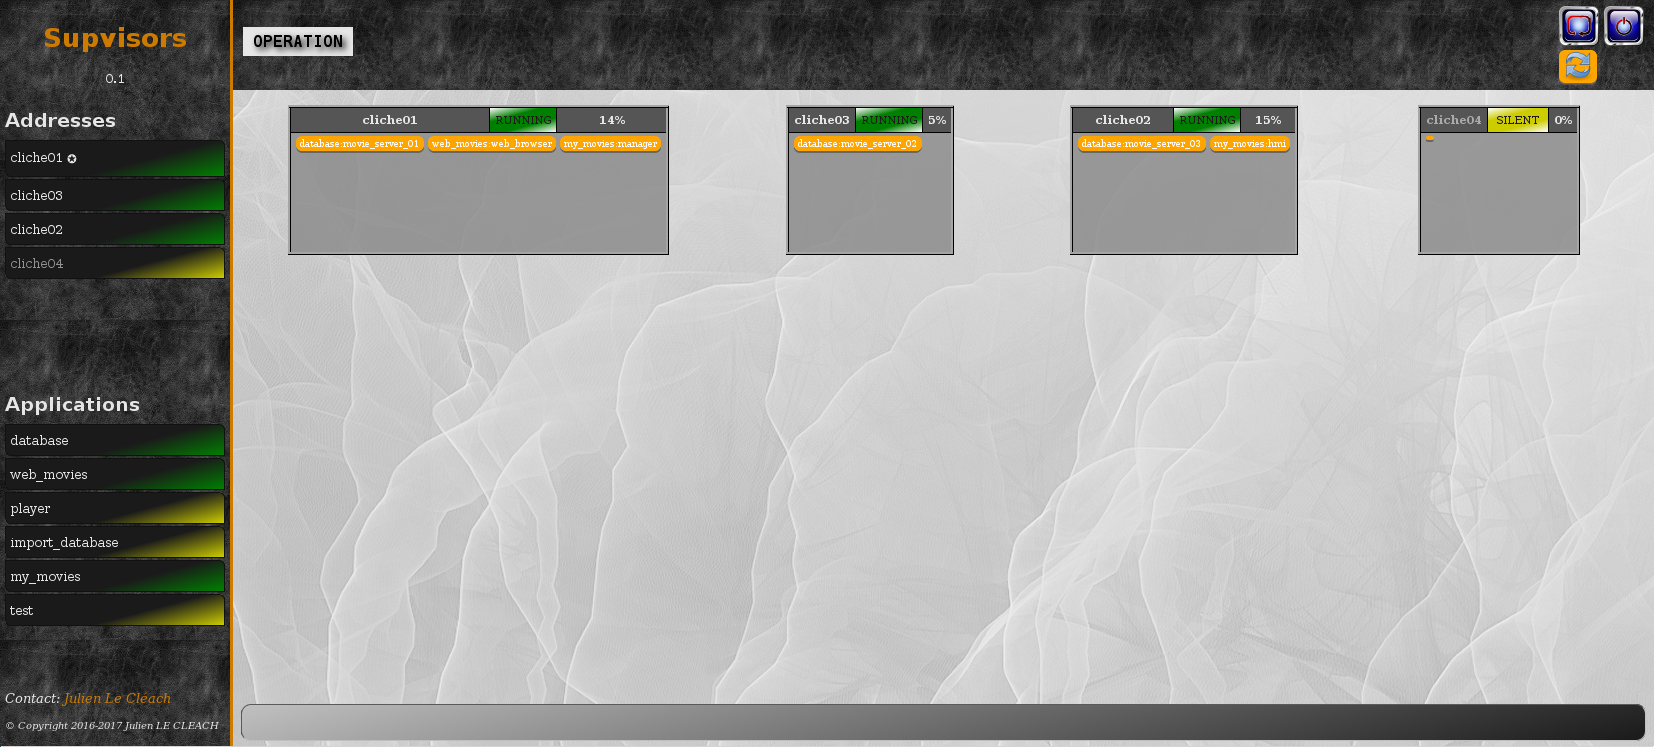 Supvisors
0.1
Addresses
cliche01 ✪
cliche03
cliche02
cliche04
Applications
database
web_movies
player
import_database
my_movies
test
Contact: Julien Le Cléach
© Copyright 2016-2017 Julien LE CLEACH
OPERATION
cliche01 RUNNING 14%
database:movie_server_01 web_movies:web_browser my_movies:manager
cliche03 RUNNING 5%
database:movie_server_02
cliche02 RUNNING 15%
database:movie_server_03 my_movies:hmi
cliche04 SILENT 0%